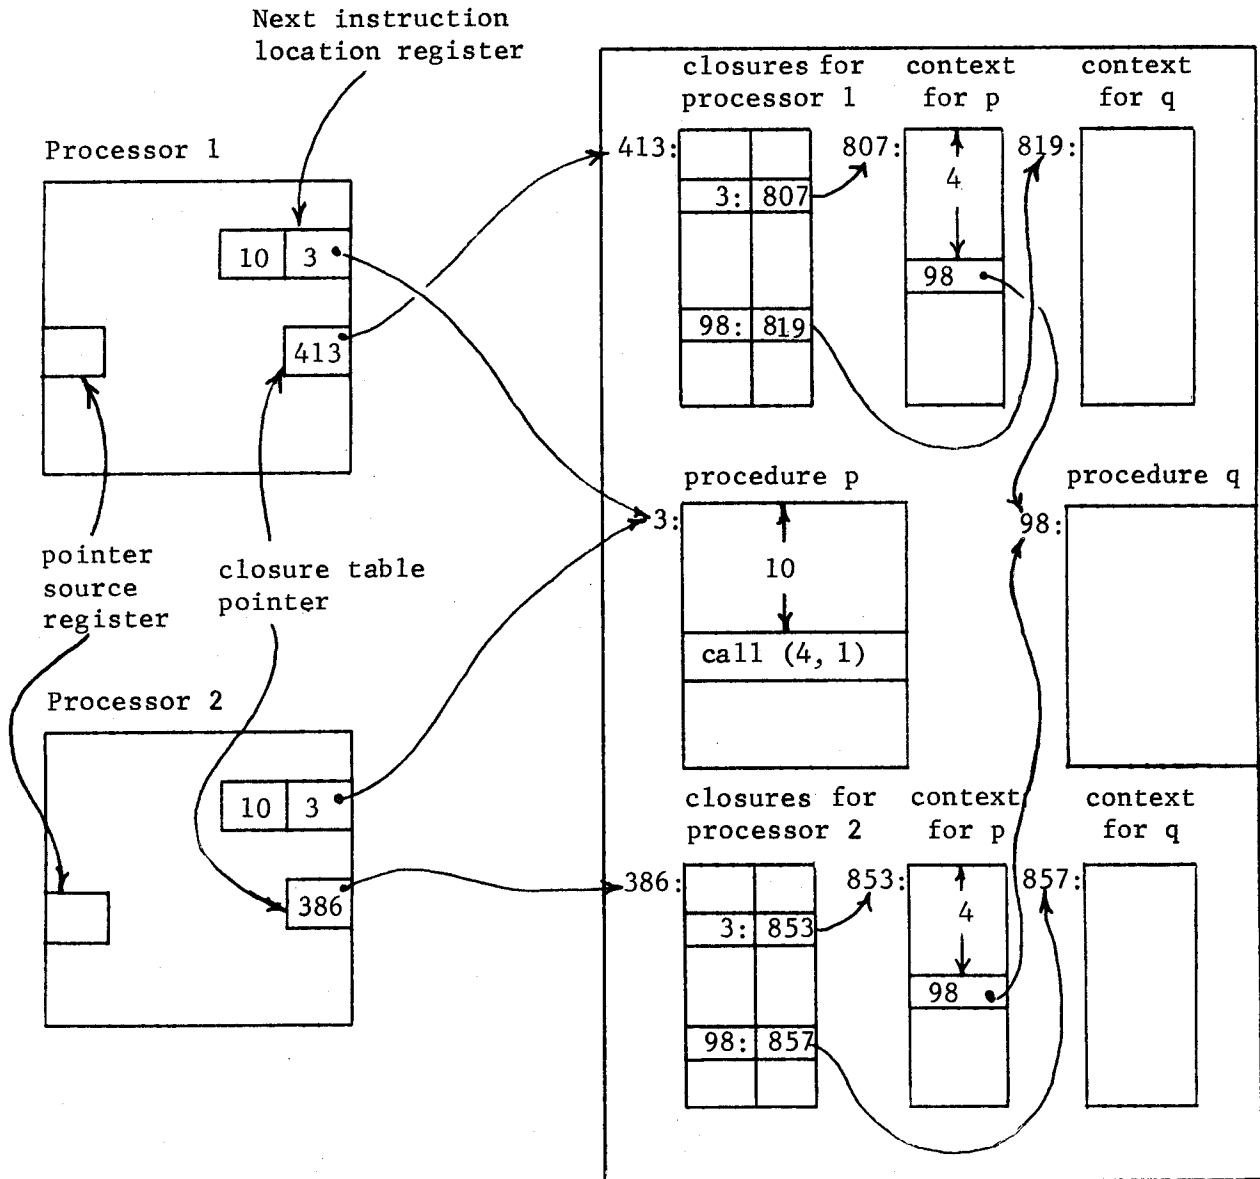 Next instruction
location register
Processor 1
10 3
413
pointer
source
register
closure table
pointer
Processor 2
10 3
386
closures for
processor 1
context
for p
context
for q
413:
3: 807
98: 819
807:
4
98
819:
procedure p
3:
10
call (4, 1)
procedure q
98:
closures for
processor 2
context
for p
context
for q
386:
3: 853
98: 857
853:
4
98
857: